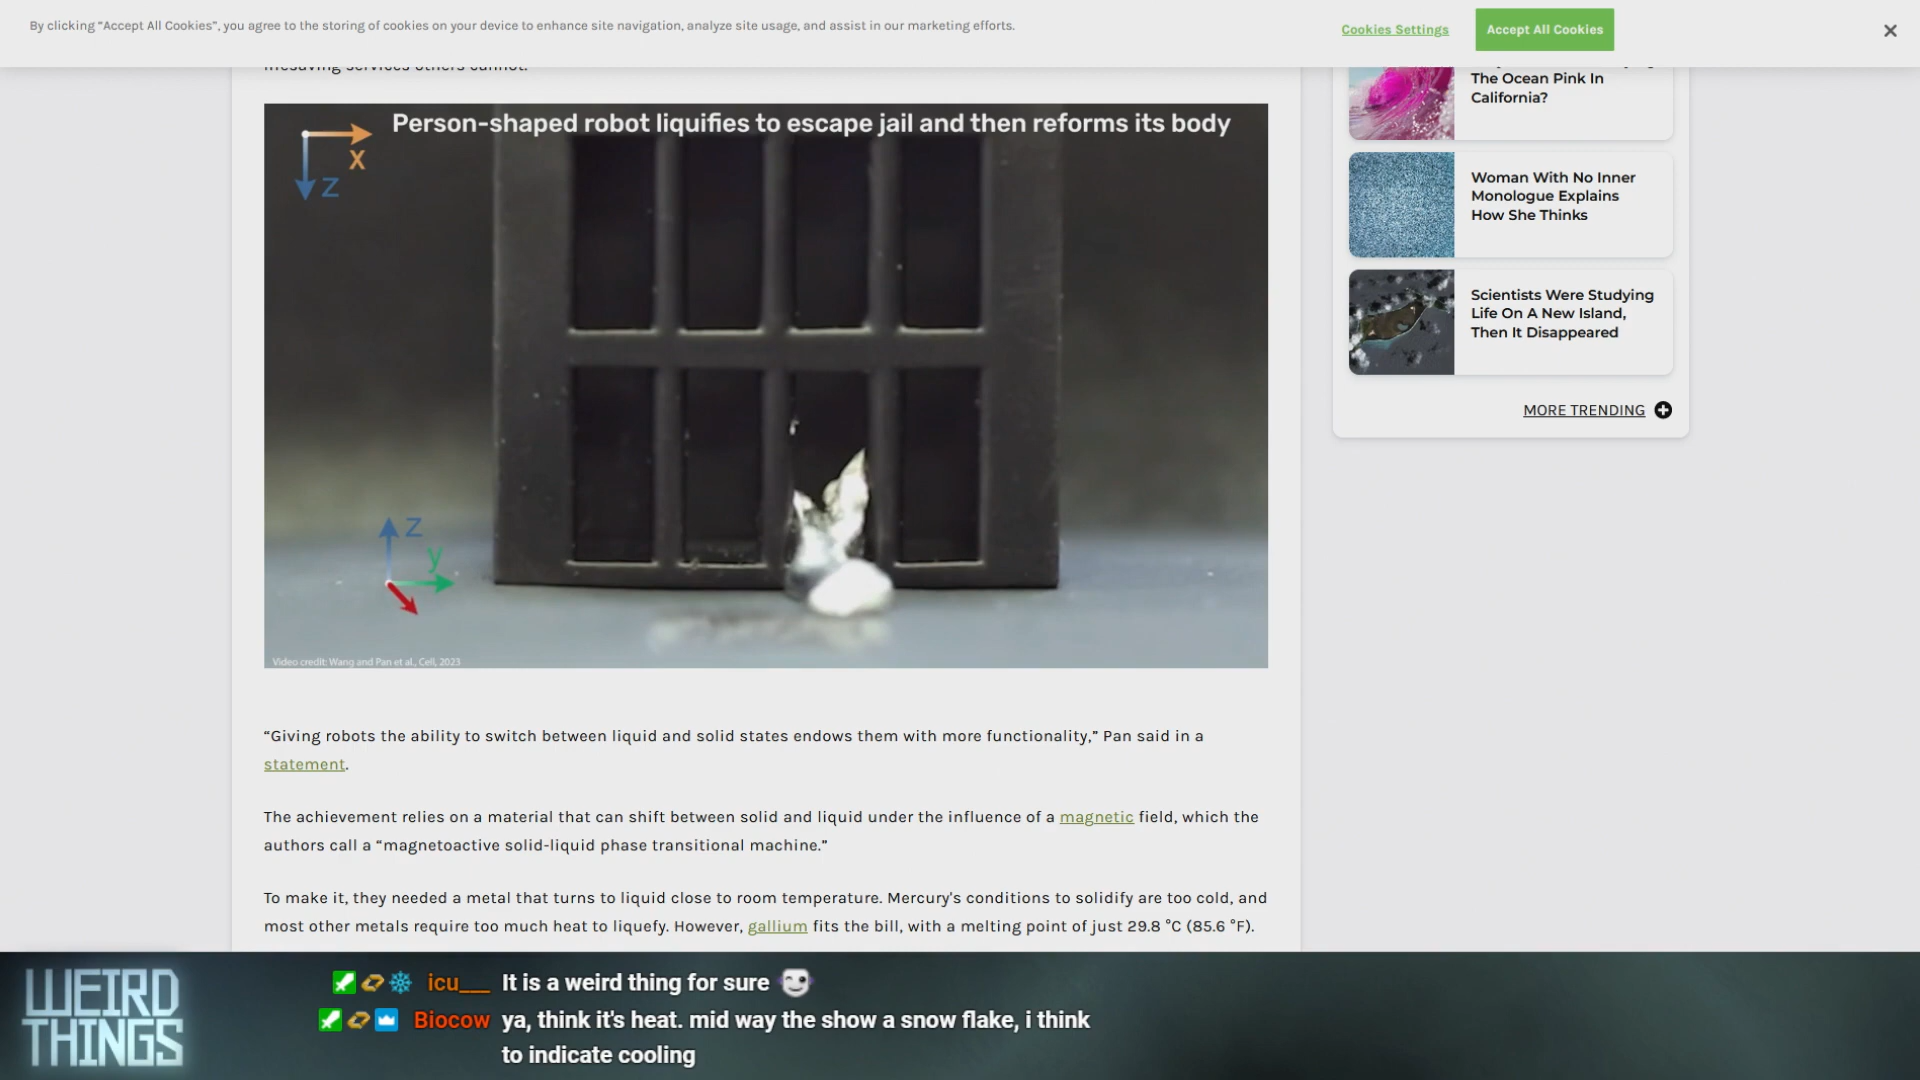 By clicking “Accept All Cookies”, you agree to the storing of cookies on your device to enhance site navigation, analyze site usage, and assist in our marketing efforts.
Cookies Settings
Accept All Cookies
lifesaving services others cannot.
Person-shaped robot liquifies to escape jail and then reforms its body
X
Z
Z
y
Video credit: Wang and Pan et al., Cell, 2023
“Giving robots the ability to switch between liquid and solid states endows them with more functionality,” Pan said in a
statement.
The achievement relies on a material that can shift between solid and liquid under the influence of a magnetic field, which the
authors call a “magnetoactive solid-liquid phase transitional machine.”
To make it, they needed a metal that turns to liquid close to room temperature. Mercury's conditions to solidify are too cold, and
most other metals require too much heat to liquefy. However, gallium fits the bill, with a melting point of just 29.8 °C (85.6 °F).
The Ocean Pink In
California?
Woman With No Inner
Monologue Explains
How She Thinks
Scientists Were Studying
Life On A New Island,
Then It Disappeared
MORE TRENDING
WEIRD
THINGS
icu___ It is a weird thing for sure
Biocow ya, think it's heat. mid way the show a snow flake, i think
to indicate cooling